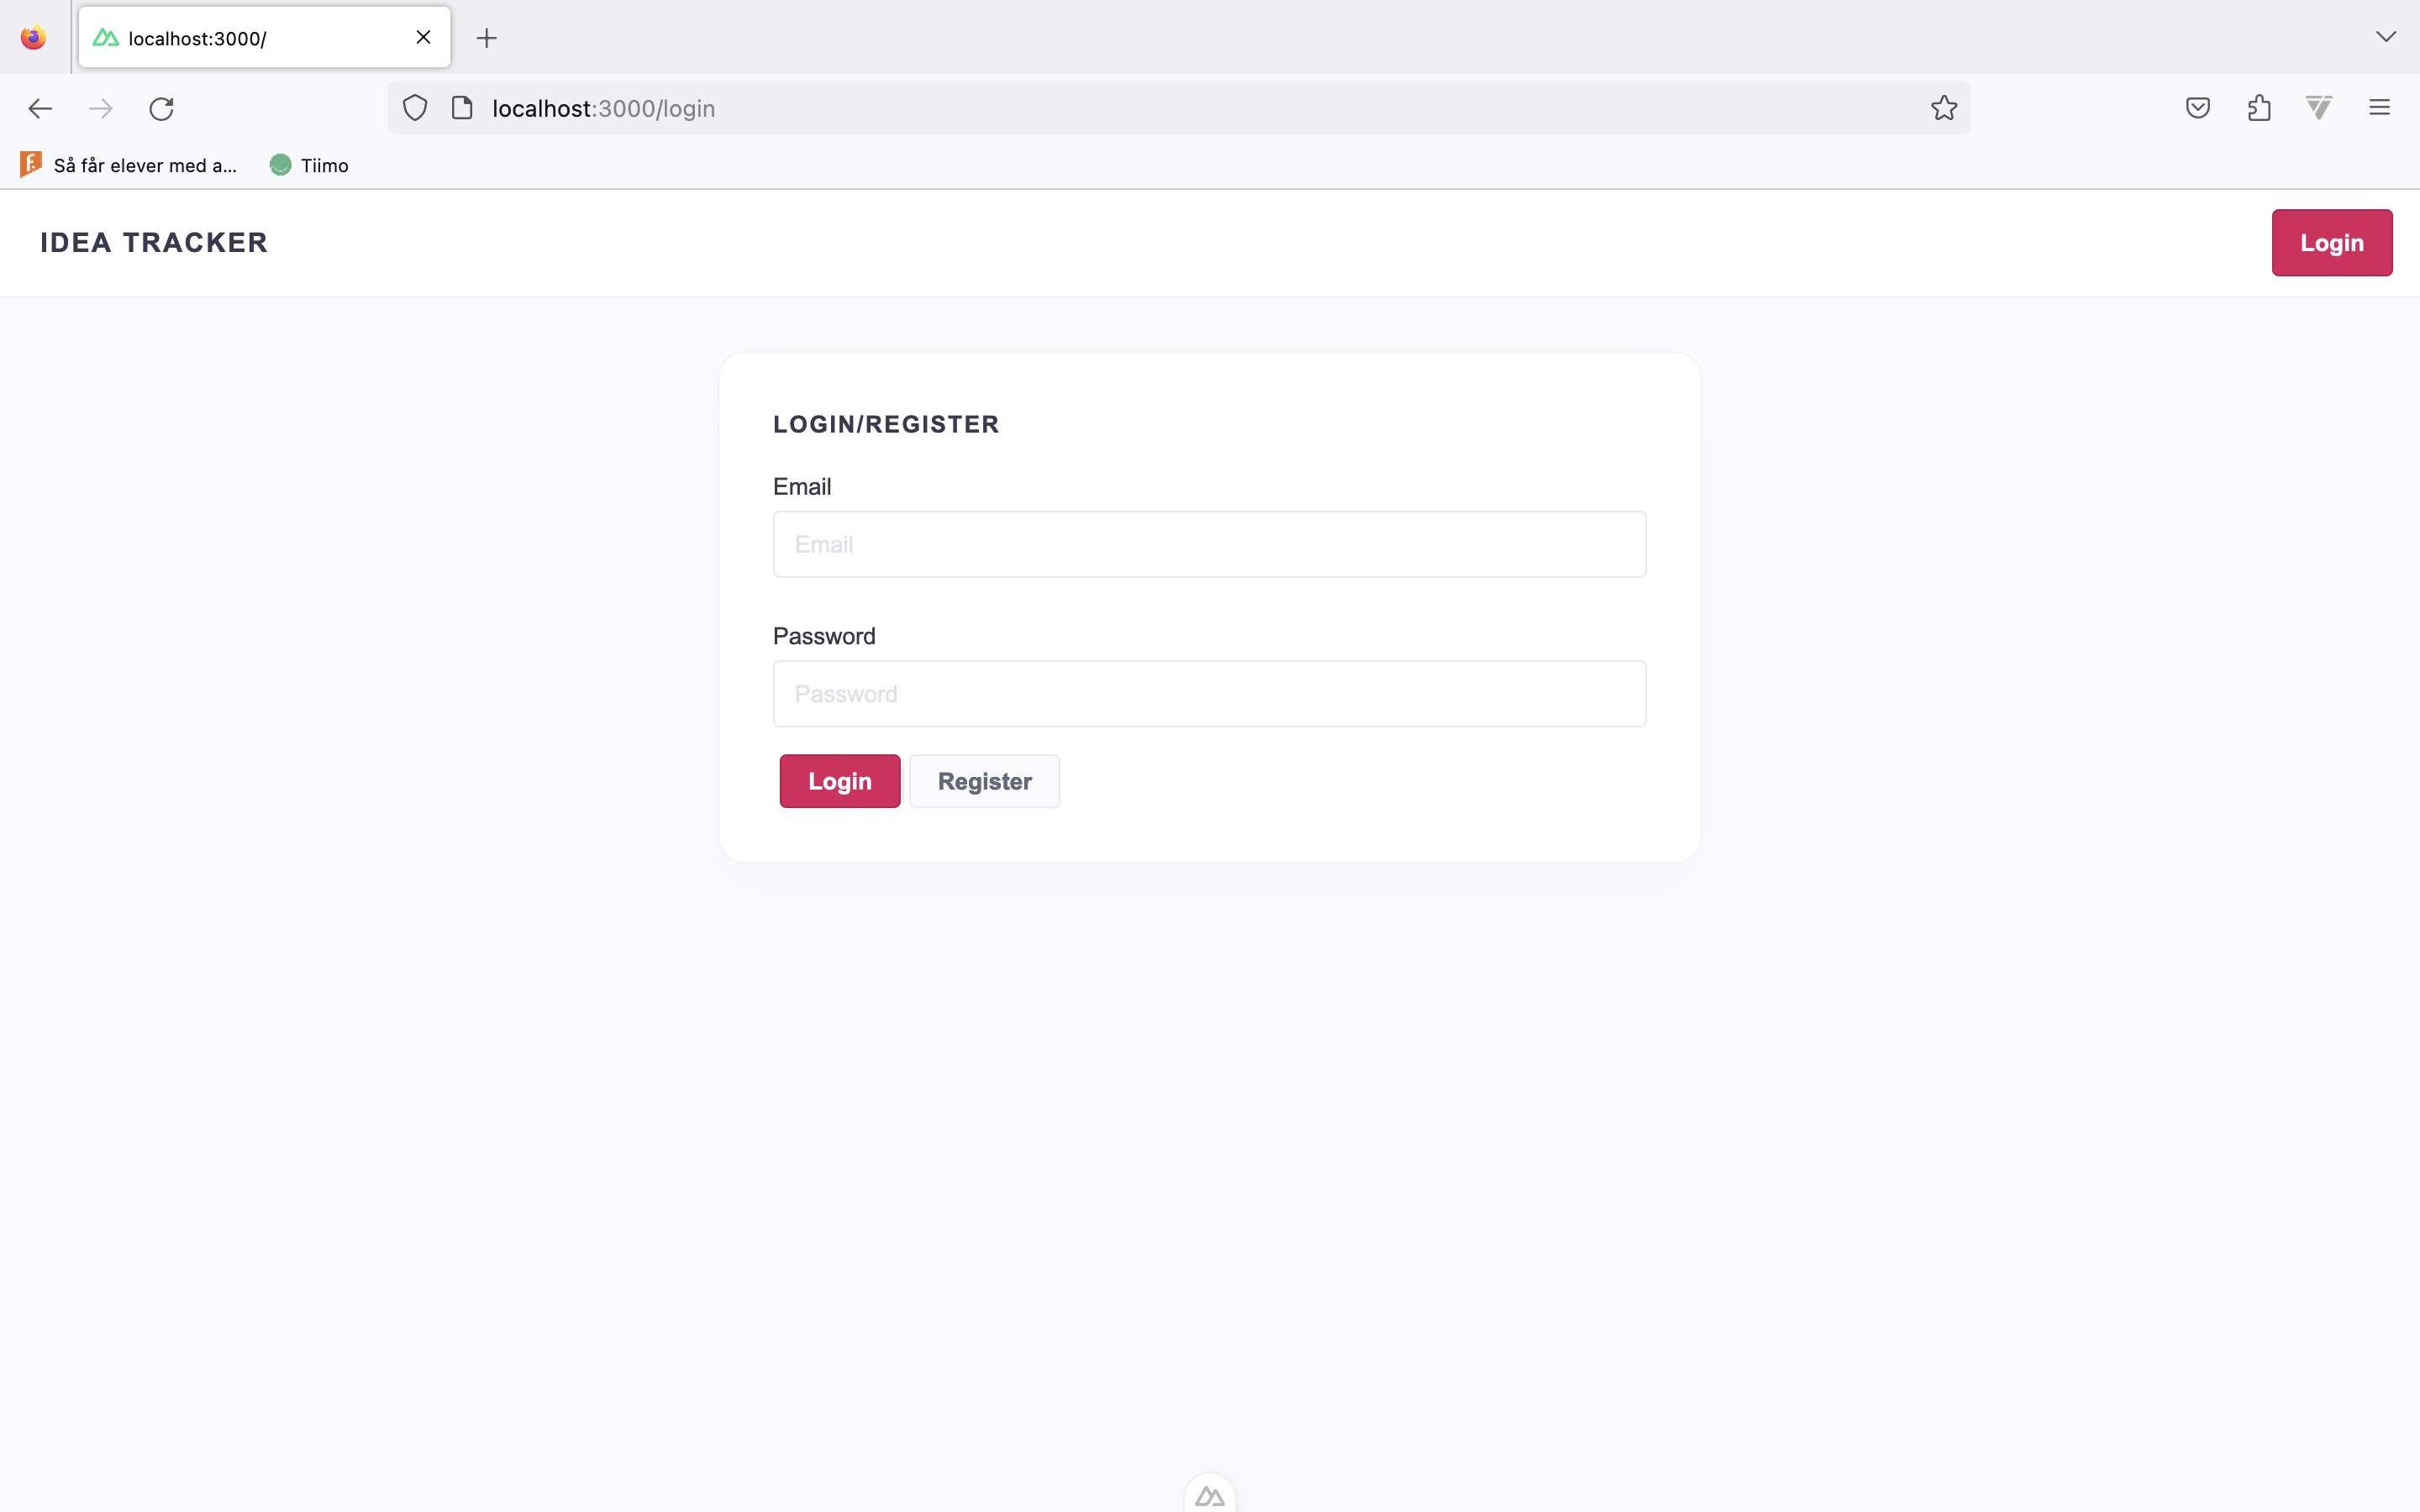 localhost:3000/
localhost:3000/login
Så får elever med a... Tiimo
IDEA TRACKER Login
LOGIN/REGISTER
Email
Email
Password
Password
Login Register